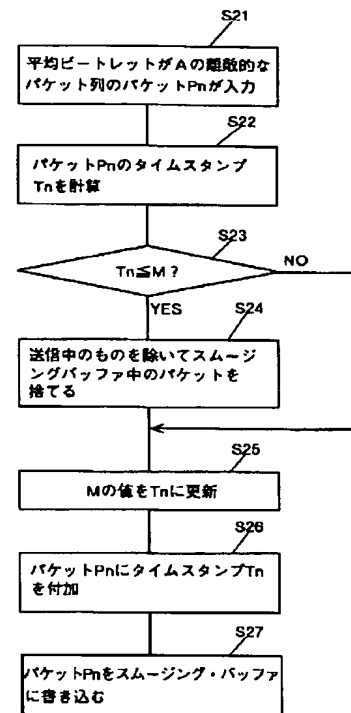 S21
平均ビートレットがAの離散的な
パケット列のパケットPnが入力
S22
パケットPnのタイムスタンプ
Tnを計算
S23
Tn≦M?
NO
YES
S24
送信中のものを除いてスムージ
ングバッファ中のパケットを
捨てる
S25
Mの値をTnに更新
S26
パケットPnにタイムスタンプTn
を付加
S27
パケットPnをスムージング・バッファ
に書き込む